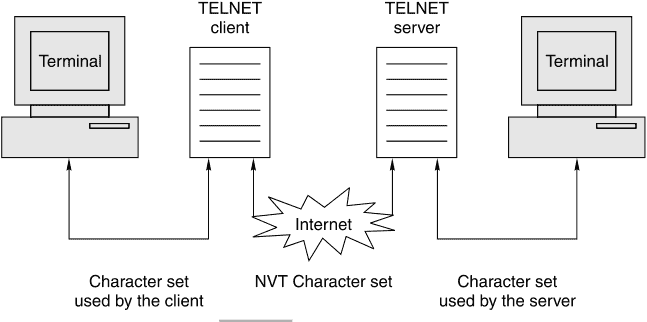 TELNET
client
TELNET
server
Terminal
Terminal
Internet
Character set
used by the client
NVT Character set
Character set
used by the server